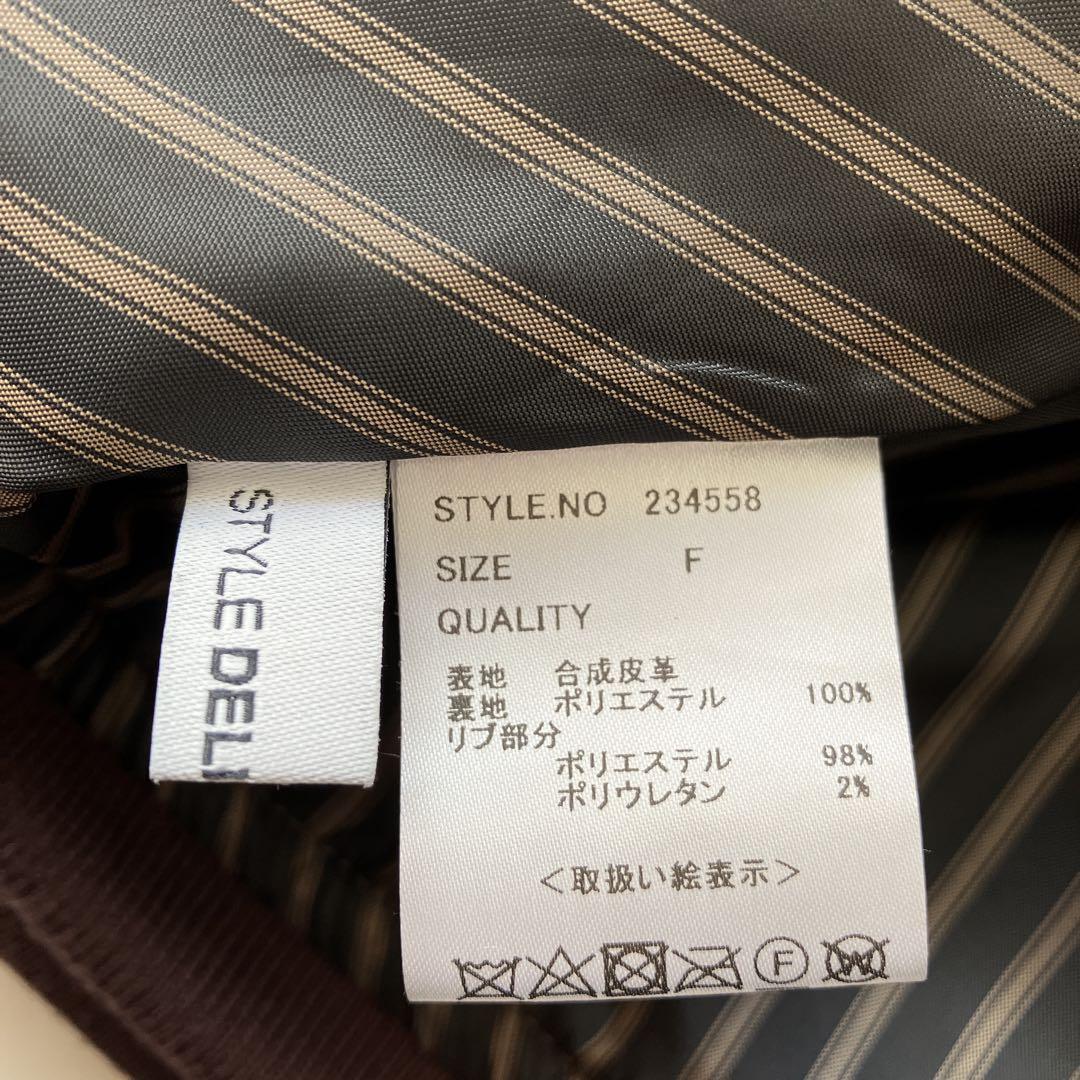 STYLE DELI
STYLE.NO 234558
SIZE F
QUALITY
表地 合成皮革
裏地 ポリエステル 100%
リブ部分
ポリエステル 98%
ポリウレタン 2%
<取扱い絵表示>
F W